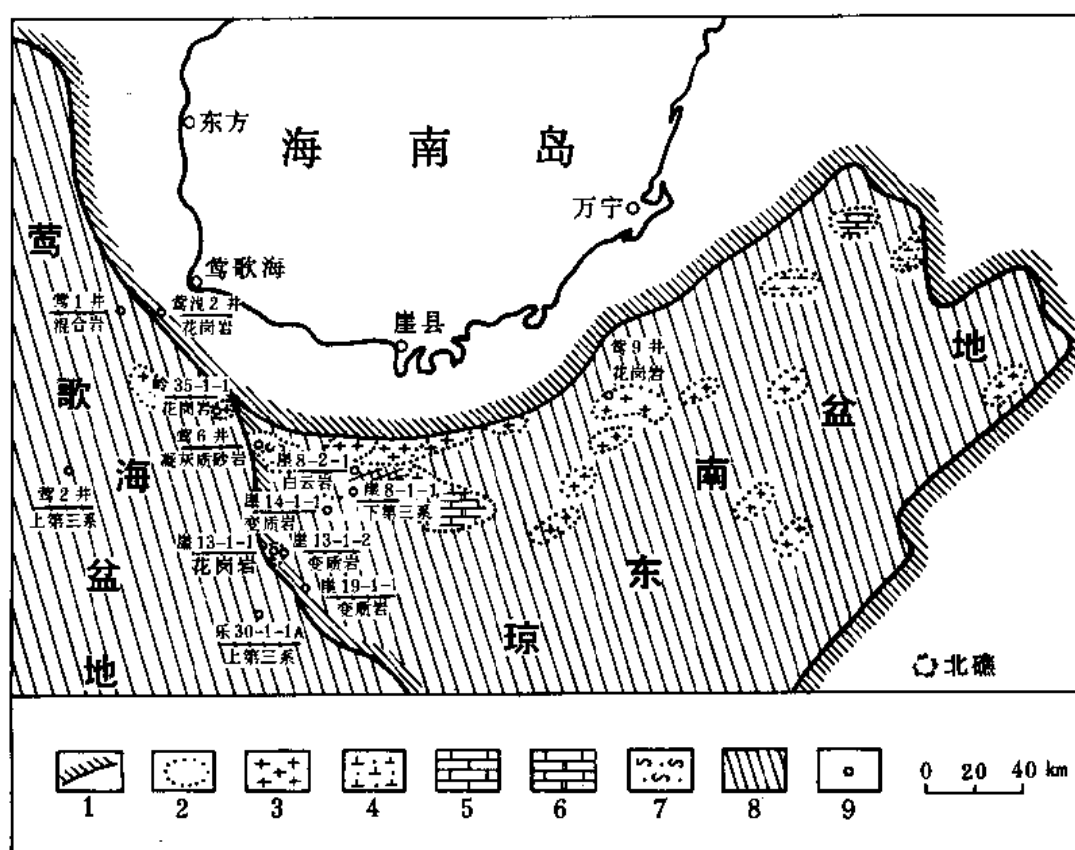 海南岛
东方
万宁
莺歌海
崖县
莺歌海盆地
琼东南盆地
莺1井
混合岩
莺浅2井
花岗岩
莺9井
花岗岩
岭35-1-1
花岗岩
莺6井
凝灰质砂岩
崖8-2-1
白云岩
莺2井
上第三系
崖14-1-1
变质岩
崖8-1-1
下第三系
崖13-1-1
花岗岩
崖13-1-2
变质岩
崖19-1-1
变质岩
乐30-1-1A
上第三系
北礁
1 2 3 4 5 6 7 8 9
0 20 40 km